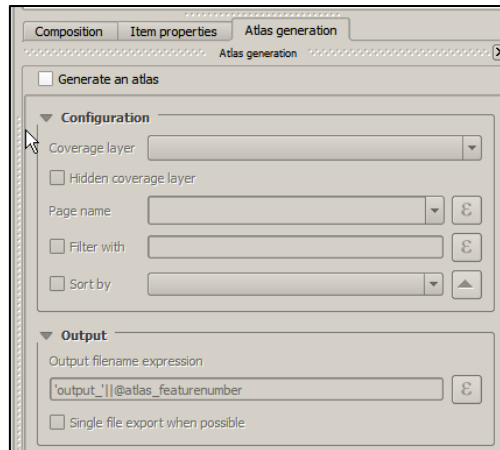 Composition Item properties Atlas generation
Atlas generation
Generate an atlas
Configuration
Coverage layer
Hidden coverage layer
Page name ε
Filter with ε
Sort by
Output
Output filename expression
'output_'||@atlas_featurenumber ε
Single file export when possible